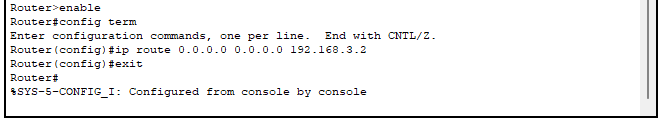 Router>enable
Router#config term
Enter configuration commands, one per line.  End with CNTL/Z.
Router(config)#ip route 0.0.0.0 0.0.0.0 192.168.3.2
Router(config)#exit
Router#
%SYS-5-CONFIG_I: Configured from console by console